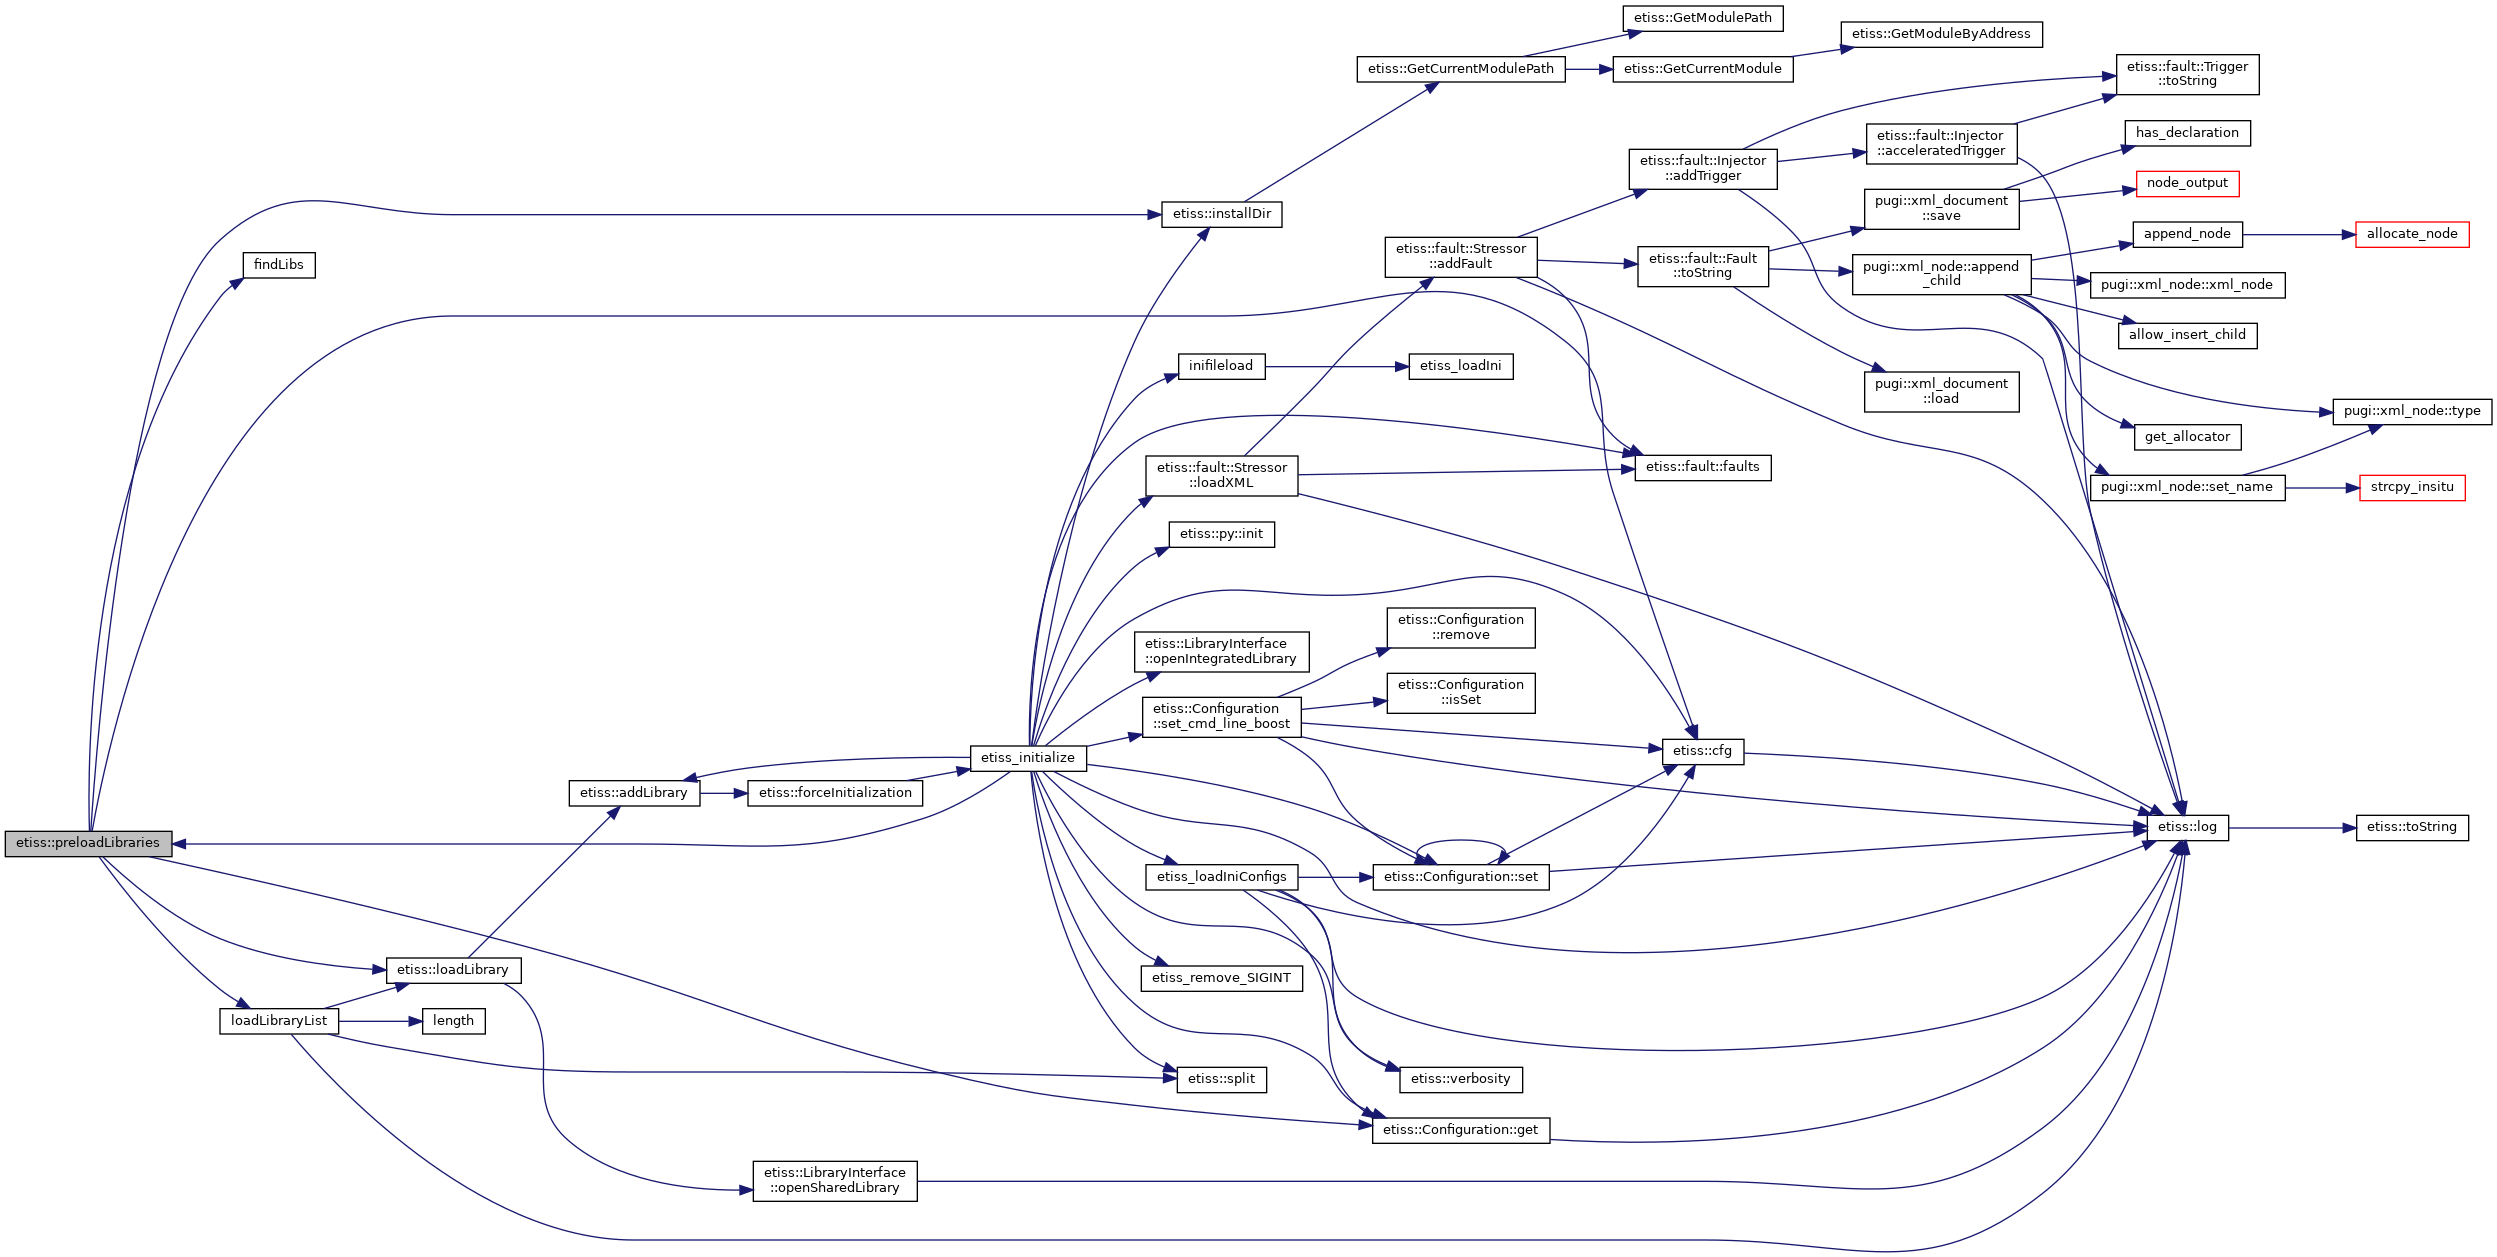 etiss::GetModulePath
etiss::GetModuleByAddress
etiss::GetCurrentModulePath
etiss::GetCurrentModule
etiss::fault::Trigger
::toString
etiss::fault::Injector
::acceleratedTrigger
has_declaration
etiss::fault::Injector
::addTrigger
node_output
pugi::xml_document
::save
etiss::installDir
append_node
allocate_node
etiss::fault::Stressor
::addFault
etiss::fault::Fault
::toString
findLibs
pugi::xml_node::append
_child
pugi::xml_node::xml_node
allow_insert_child
inifileload
etiss_loadIni
pugi::xml_document
::load
pugi::xml_node::type
get_allocator
etiss::fault::Stressor
::loadXML
etiss::fault::faults
pugi::xml_node::set_name
strcpy_insitu
etiss::py::init
etiss::Configuration
::remove
etiss::LibraryInterface
::openIntegratedLibrary
etiss::Configuration
::isSet
etiss::Configuration
::set_cmd_line_boost
etiss::cfg
etiss_initialize
etiss::addLibrary
etiss::forceInitialization
etiss::log
etiss::toString
etiss::preloadLibraries
etiss_loadIniConfigs
etiss::Configuration::set
etiss::loadLibrary
etiss_remove_SIGINT
loadLibraryList
length
etiss::split
etiss::verbosity
etiss::Configuration::get
etiss::LibraryInterface
::openSharedLibrary